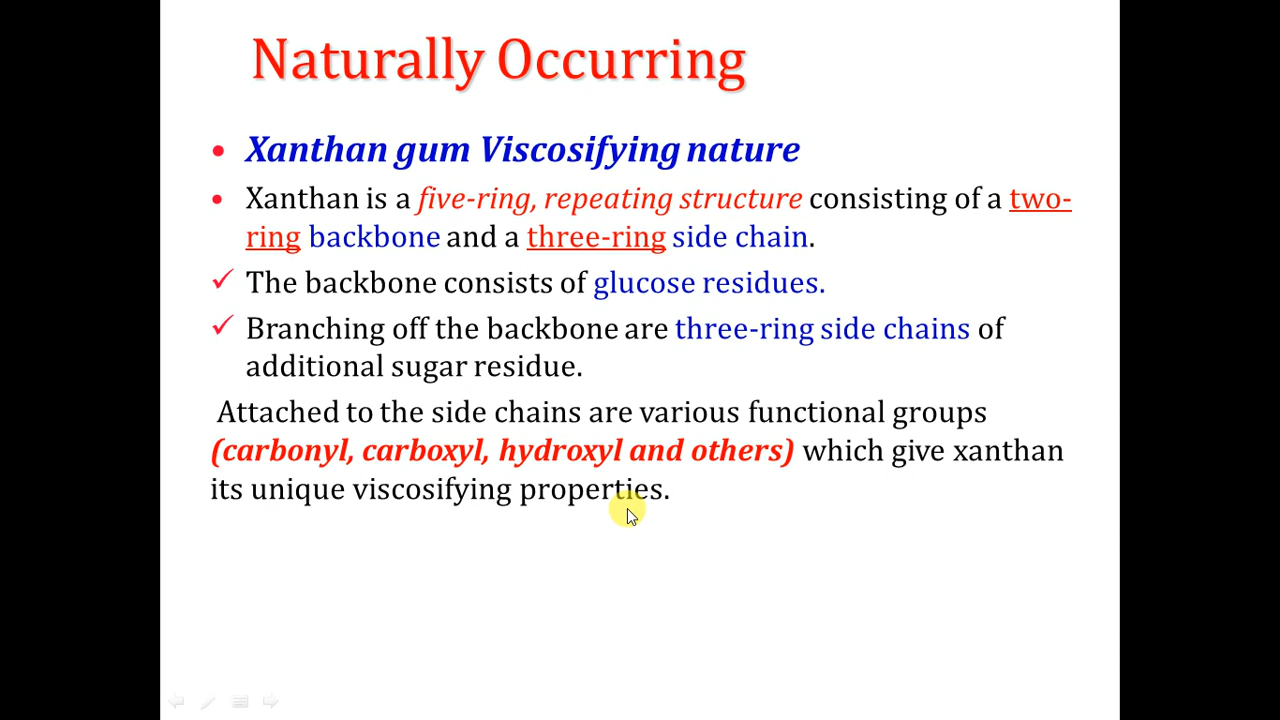 Naturally Occurring
• Xanthan gum Viscosifying nature
• Xanthan is a five-ring, repeating structure consisting of a two-
ring backbone and a three-ring side chain.
✓ The backbone consists of glucose residues.
✓ Branching off the backbone are three-ring side chains of
additional sugar residue.
Attached to the side chains are various functional groups
(carbonyl, carboxyl, hydroxyl and others) which give xanthan
its unique viscosifying properties.